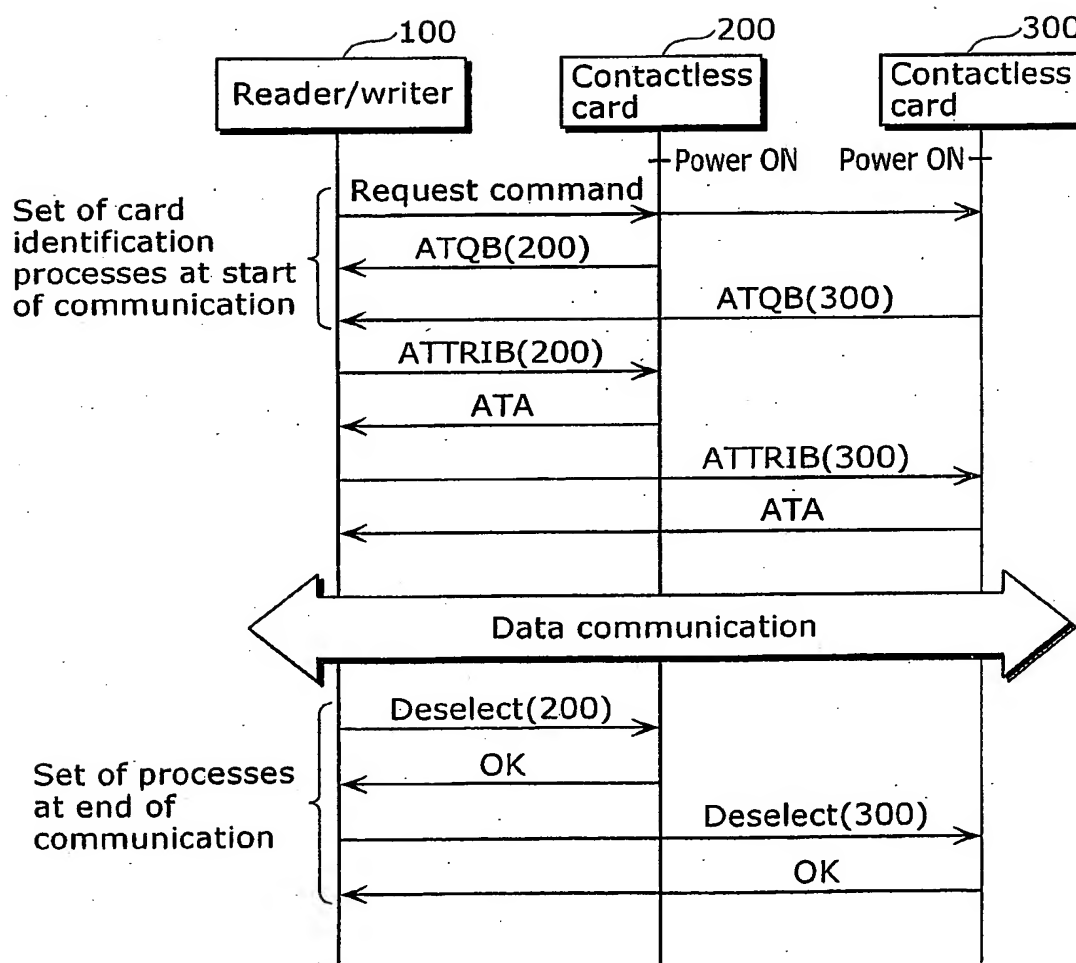 100
200
300
Reader/writer
Contactless
card
Contactless
card
Power ON
Power ON
Request command
Set of card
identification
processes at start
of communication
ATQB(200)
ATQB(300)
ATTRIB(200)
ATA
ATTRIB(300)
ATA
Data communication
Deselect(200)
OK
Set of processes
at end of
communication
Deselect(300)
OK